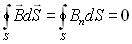 ∮_S B⃗dS⃗ = ∮_S B_n dS = 0